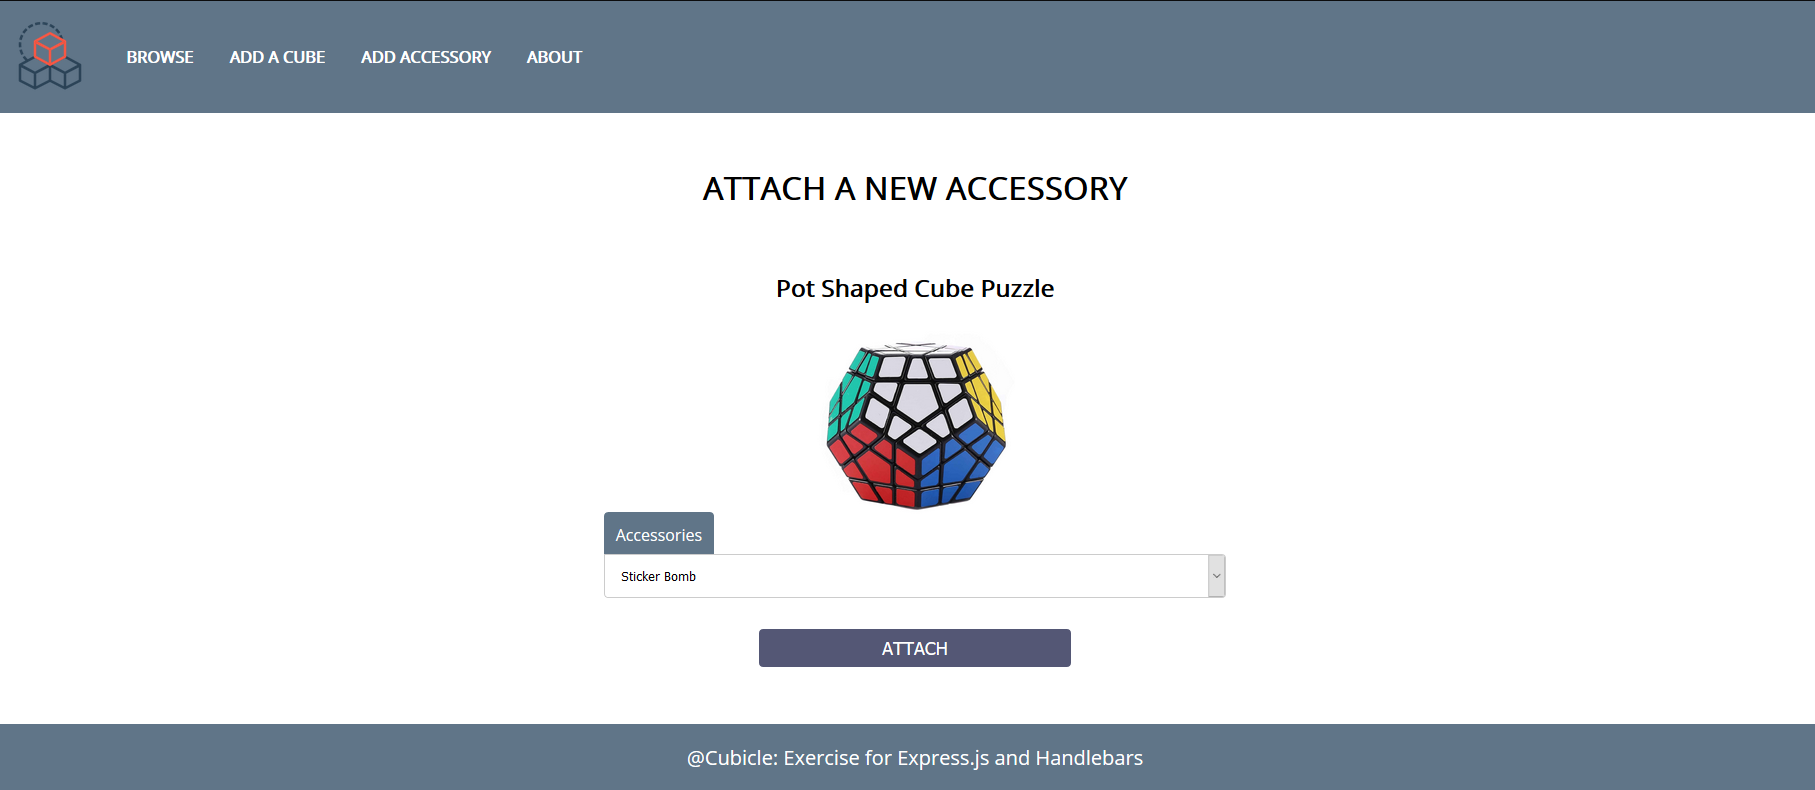 BROWSE ADD A CUBE ADD ACCESSORY ABOUT
ATTACH A NEW ACCESSORY
Pot Shaped Cube Puzzle
Accessories
Sticker Bomb
ATTACH
@Cubicle: Exercise for Express.js and Handlebars